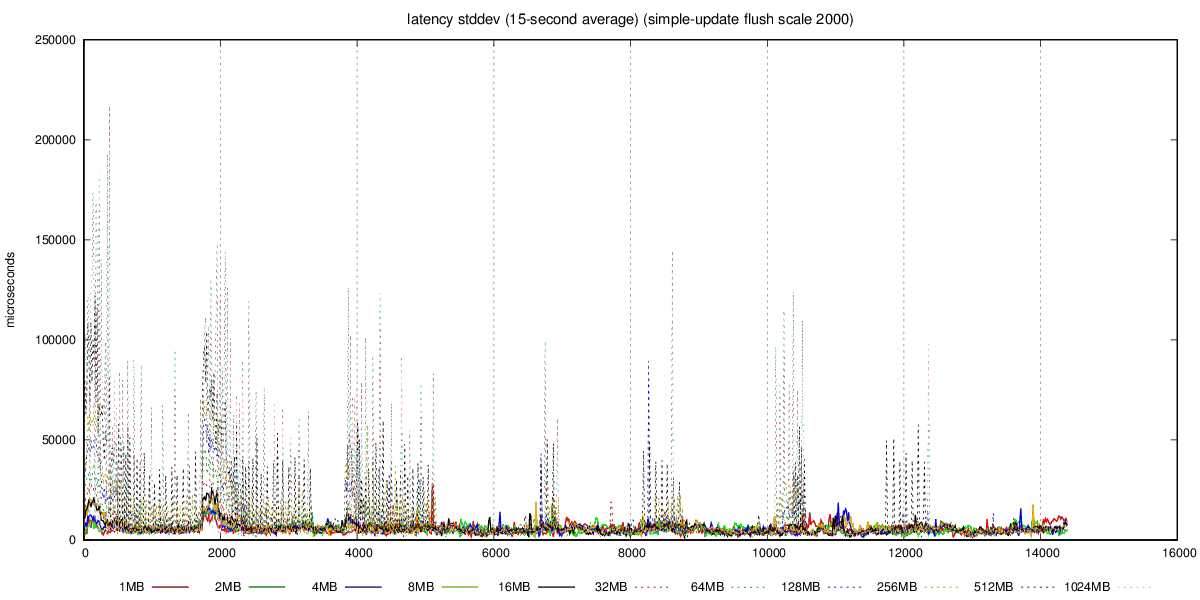 latency stddev (15-second average) (simple-update flush scale 2000)
250000
200000
150000
100000
50000
0
microseconds
0 2000 4000 6000 8000 10000 12000 14000 16000
1MB 2MB 4MB 8MB 16MB 32MB 64MB 128MB 256MB 512MB 1024MB